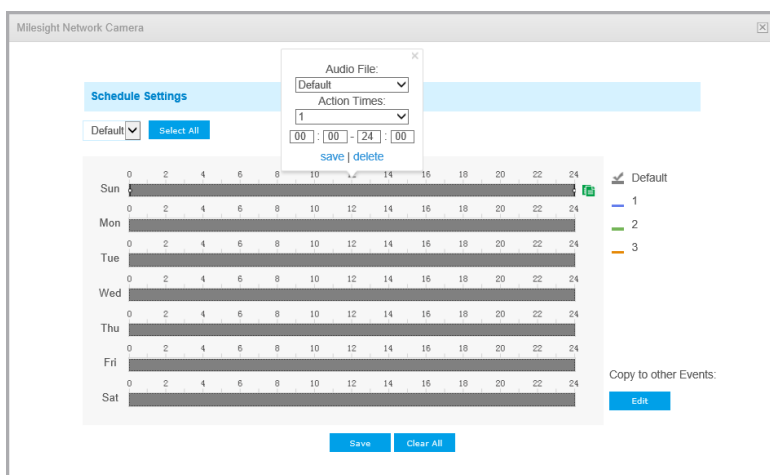 Milesight Network Camera
Audio File:
Default
Action Times:
1
00 : 00 - 24 : 00
save | delete
Schedule Settings
Default
Select All
0 2 4 6 8 10 12 14 16 18 20 22 24
Sun
0 2 4 6 8 10 12 14 16 18 20 22 24
Mon
0 2 4 6 8 10 12 14 16 18 20 22 24
Tue
0 2 4 6 8 10 12 14 16 18 20 22 24
Wed
0 2 4 6 8 10 12 14 16 18 20 22 24
Thu
0 2 4 6 8 10 12 14 16 18 20 22 24
Fri
0 2 4 6 8 10 12 14 16 18 20 22 24
Sat
Default
1
2
3
Copy to other Events:
Edit
Save
Clear All